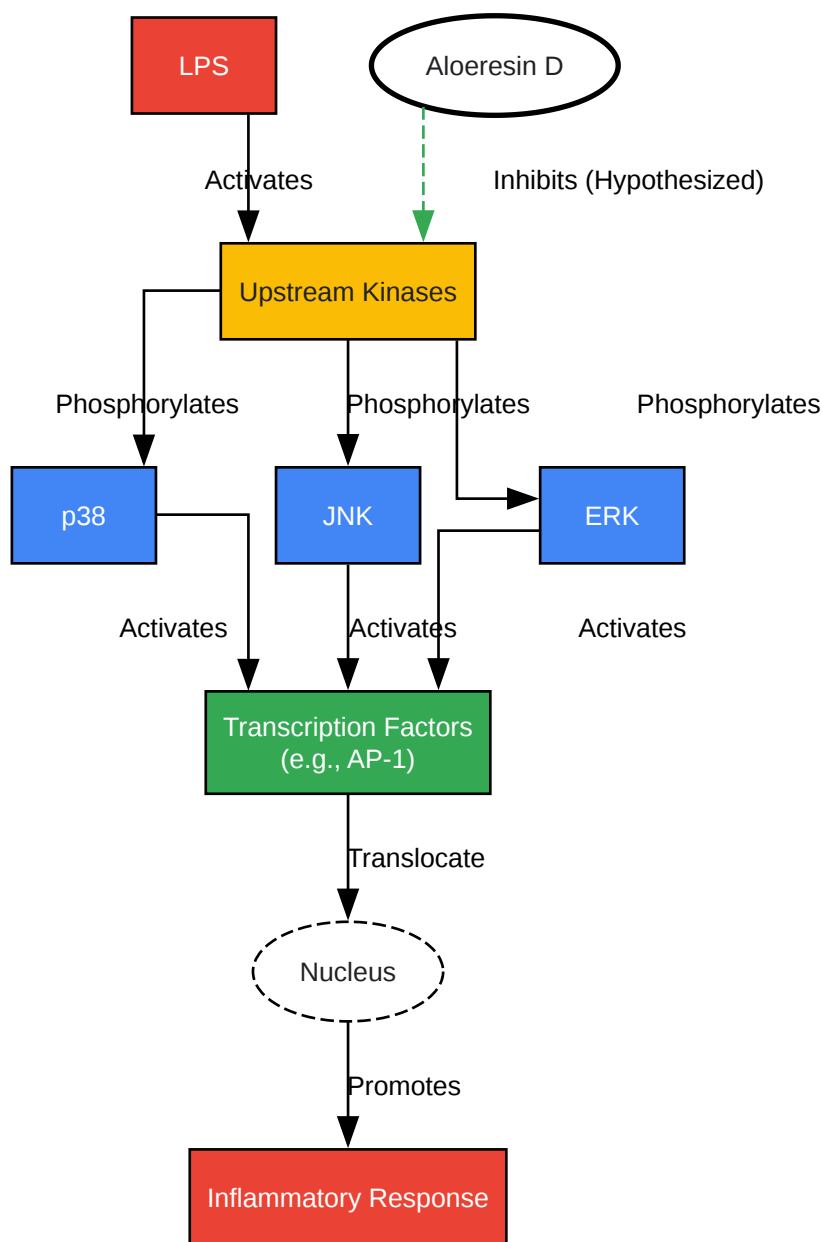 LPS
Aloeresin D
Activates
Inhibits (Hypothesized)
Upstream Kinases
Phosphorylates
Phosphorylates
Phosphorylates
p38
JNK
ERK
Activates
Activates
Activates
Transcription Factors
(e.g., AP-1)
Translocate
Nucleus
Promotes
Inflammatory Response